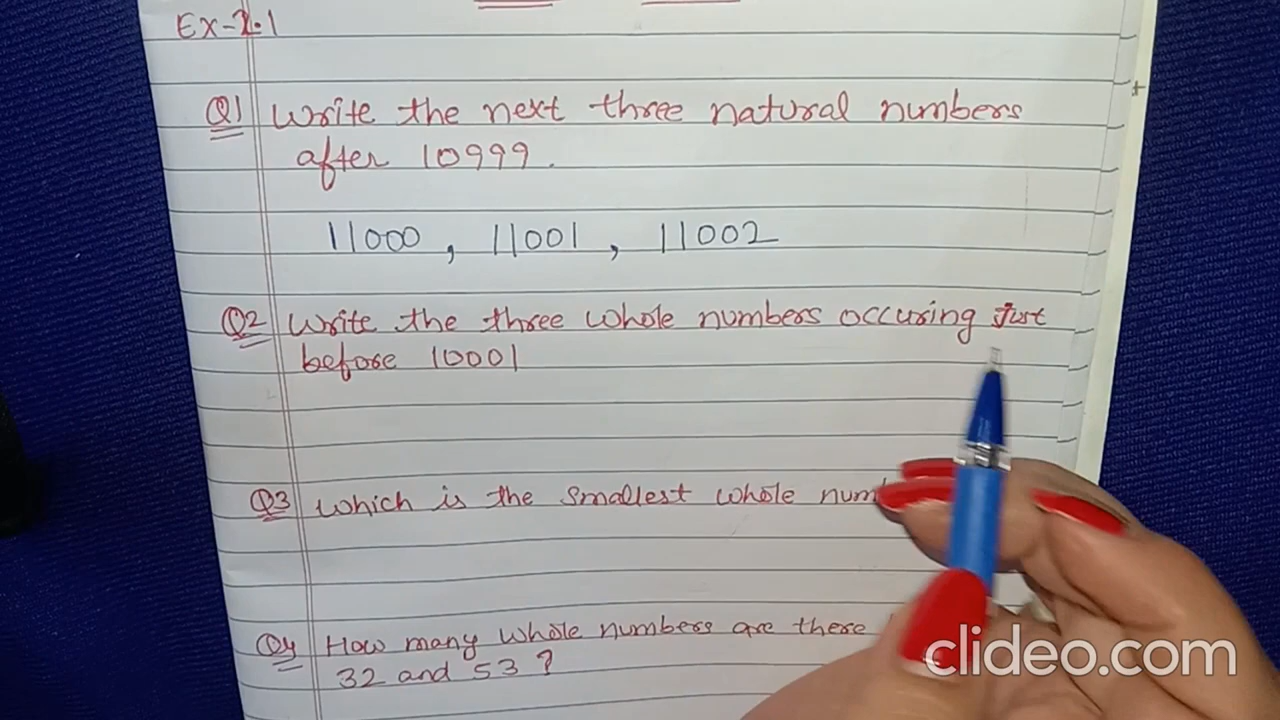 Ex-2.1
Q1 Write the next three natural numbers
after 10999.
11000, 11001, 11002
Q2 Write the three whole numbers occuring Just
before 10001
Q3 Which is the smallest whole
Q4 How many whole numbers are there
32 and 53?
clideo.com